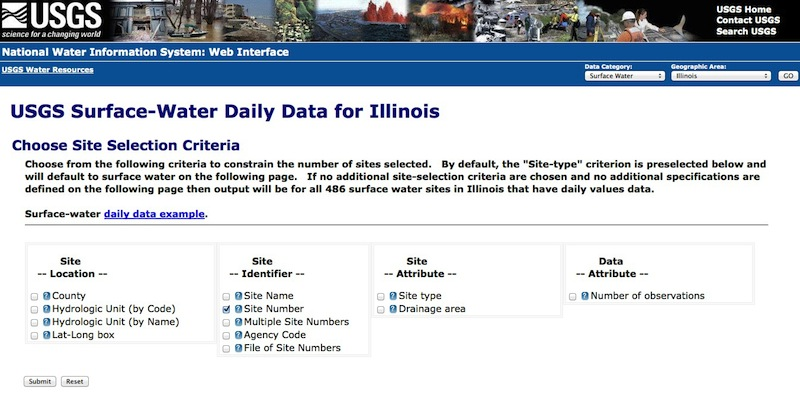 USGS
science for a changing world
USGS Home
Contact USGS
Search USGS
National Water Information System: Web Interface
USGS Water Resources
Data Category:
Geographic Area:
Surface Water
Illinois
GO
USGS Surface-Water Daily Data for Illinois
Choose Site Selection Criteria
Choose from the following criteria to constrain the number of sites selected. By default, the "Site-type" criterion is preselected below and
will default to surface water on the following page. If no additional site-selection criteria are chosen and no additional specifications are
defined on the following page then output will be for all 486 surface water sites in Illinois that have daily values data.
Surface-water daily data example.
Site
-- Location --
? County
? Hydrologic Unit (by Code)
? Hydrologic Unit (by Name)
? Lat-Long box
Site
-- Identifier --
? Site Name
? Site Number
? Multiple Site Numbers
? Agency Code
? File of Site Numbers
Site
-- Attribute --
? Site type
? Drainage area
Data
-- Attribute --
? Number of observations
Submit
Reset